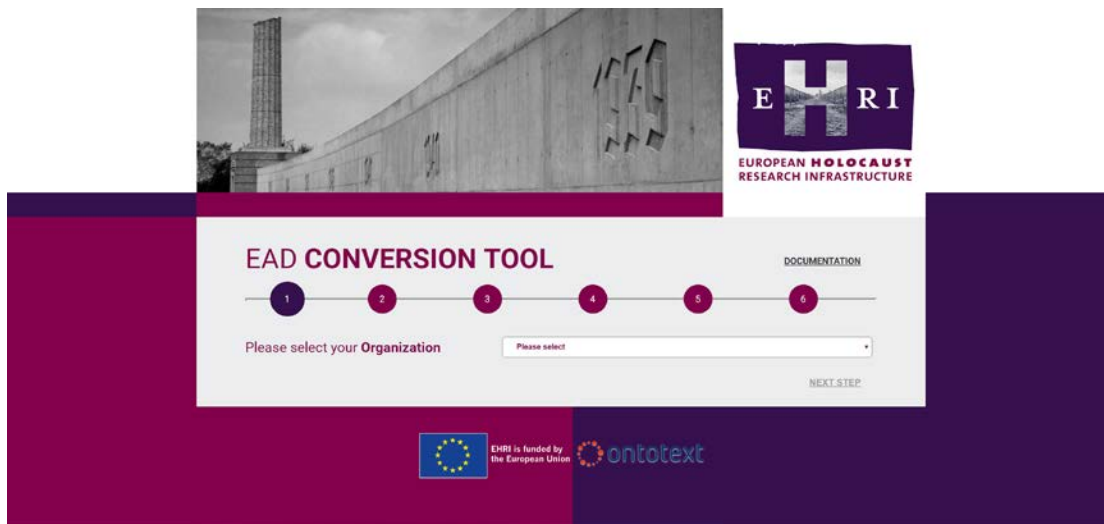 1939
E H RI
EUROPEAN HOLOCAUST
RESEARCH INFRASTRUCTURE
EAD CONVERSION TOOL
DOCUMENTATION
1 2 3 4 5 6
Please select your Organization
Please select
NEXT STEP
EHRI is funded by
the European Union
ontotext